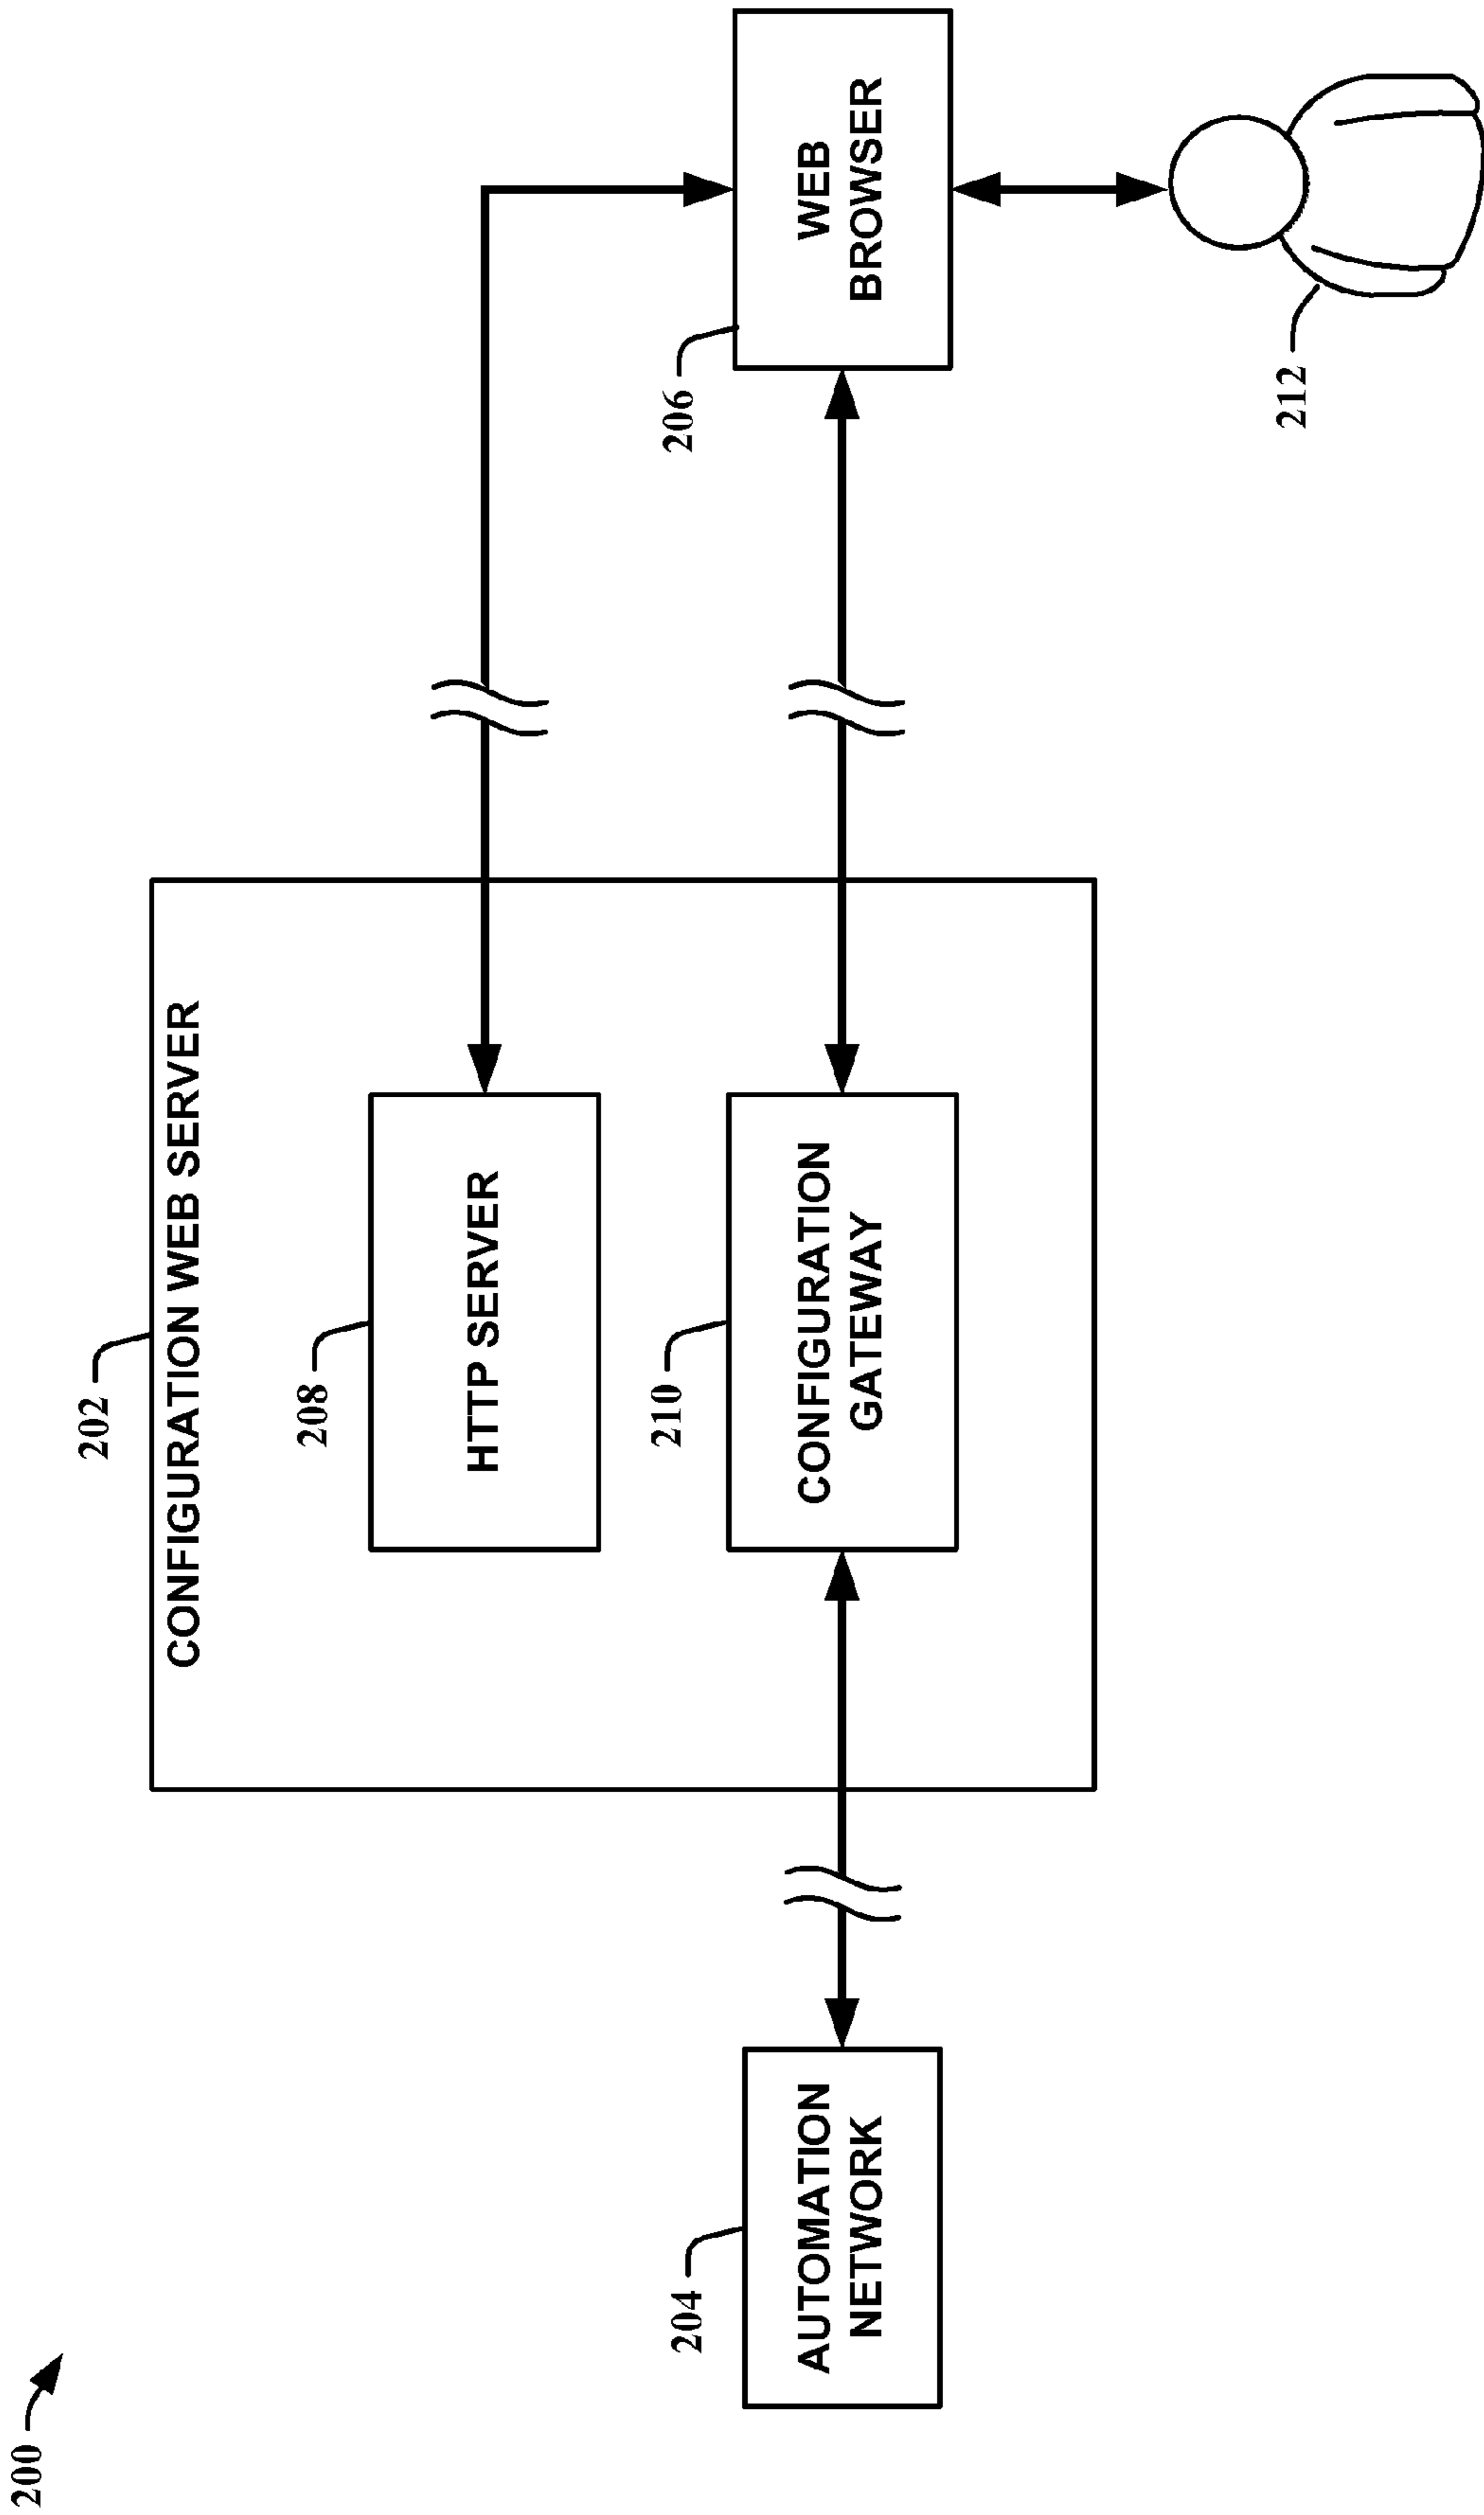 200
202
CONFIGURATION WEB SERVER
208
HTTP SERVER
204
AUTOMATION
NETWORK
210
CONFIGURATION
GATEWAY
206
WEB
BROWSER
212